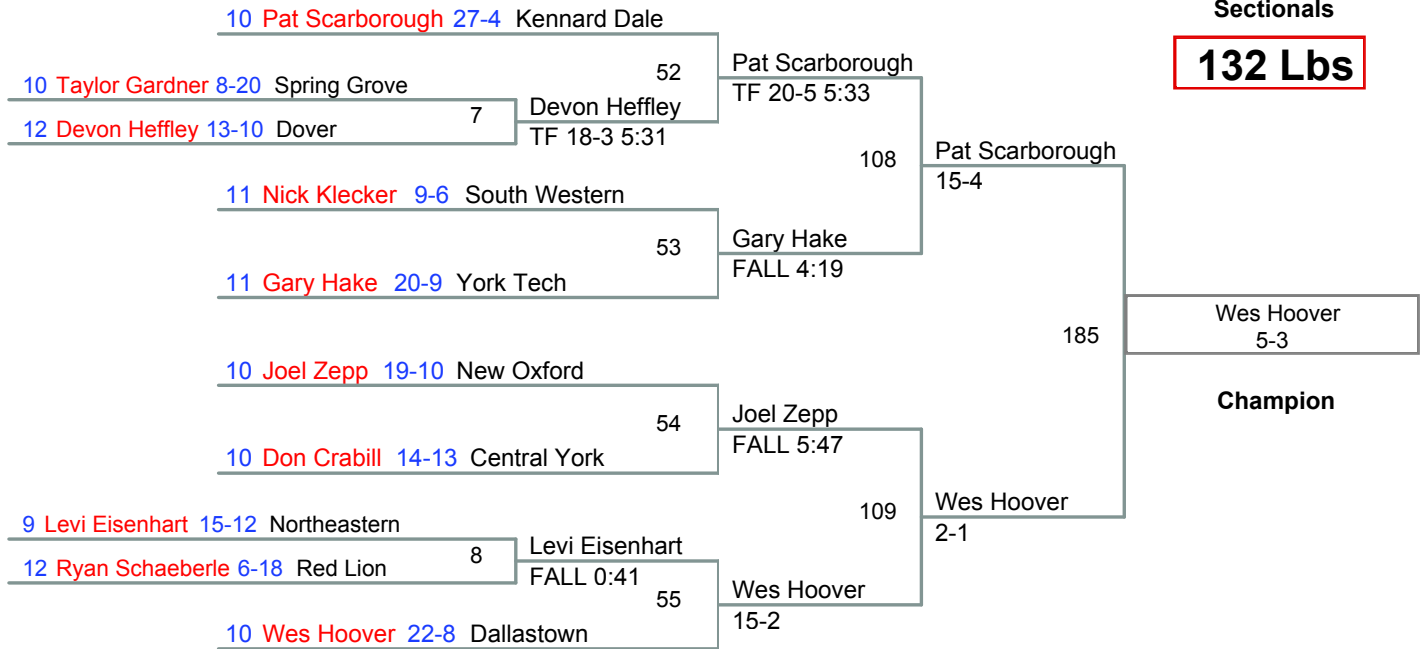 Sectionals
132 Lbs
10 Pat Scarborough 27-4 Kennard Dale
52
Pat Scarborough
TF 20-5 5:33
10 Taylor Gardner 8-20 Spring Grove
7
Devon Heffley
TF 18-3 5:31
12 Devon Heffley 13-10 Dover
108
Pat Scarborough
15-4
11 Nick Klecker 9-6 South Western
53
Gary Hake
FALL 4:19
11 Gary Hake 20-9 York Tech
185
Wes Hoover
5-3
Champion
10 Joel Zepp 19-10 New Oxford
54
Joel Zepp
FALL 5:47
10 Don Crabill 14-13 Central York
109
Wes Hoover
2-1
9 Levi Eisenhart 15-12 Northeastern
8
Levi Eisenhart
FALL 0:41
12 Ryan Schaeberle 6-18 Red Lion
55
Wes Hoover
15-2
10 Wes Hoover 22-8 Dallastown